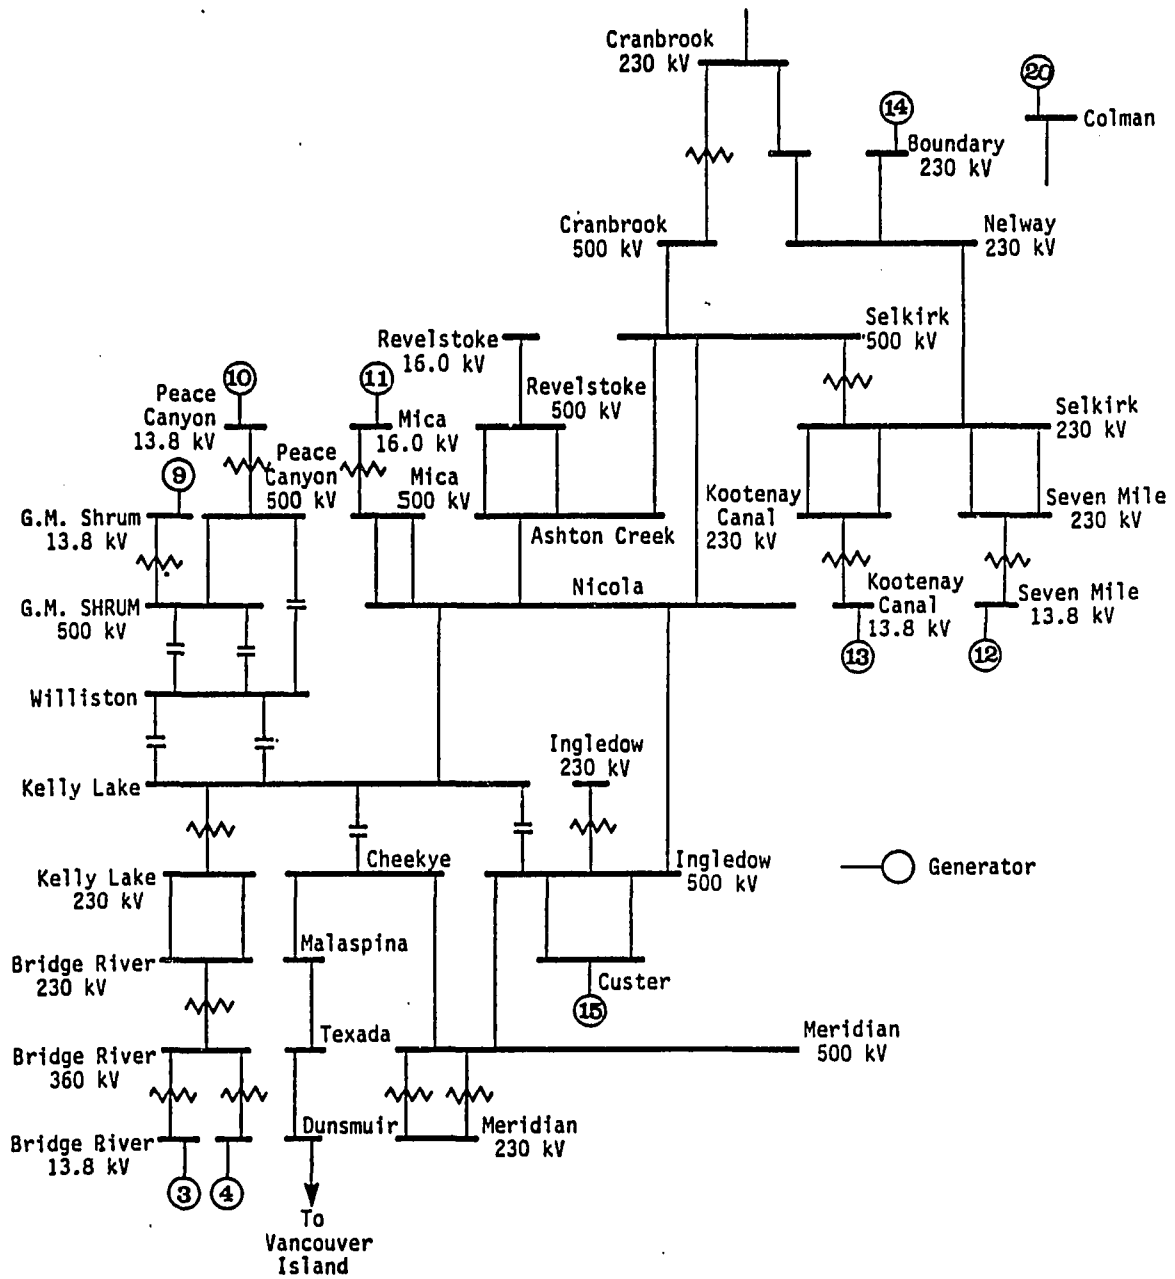 Cranbrook
230 kV
20
Colman
14
Boundary
230 kV
Cranbrook
500 kV
Nelway
230 kV
Selkirk
500 kV
Revelstoke
16.0 kV
Revelstoke
500 kV
10
Peace
Canyon
13.8 kV
11
Mica
16.0 kV
Selkirk
230 kV
9
Peace
Canyon
500 kV
Mica
500 kV
G.M. Shrum
13.8 kV
Ashton Creek
Kootenay
Canal
230 kV
Seven Mile
230 kV
G.M. SHRUM
500 kV
Nicola
Kootenay
Canal
13.8 kV
Seven Mile
13.8 kV
13
12
Williston
Ingledow
230 kV
Kelly Lake
Cheekye
Ingledow
500 kV
Generator
Kelly Lake
230 kV
Malaspina
Bridge River
230 kV
Custer
15
Texada
Meridian
500 kV
Bridge River
360 kV
Dunsmuir
Meridian
230 kV
Bridge River
13.8 kV
3
4
To
Vancouver
Island